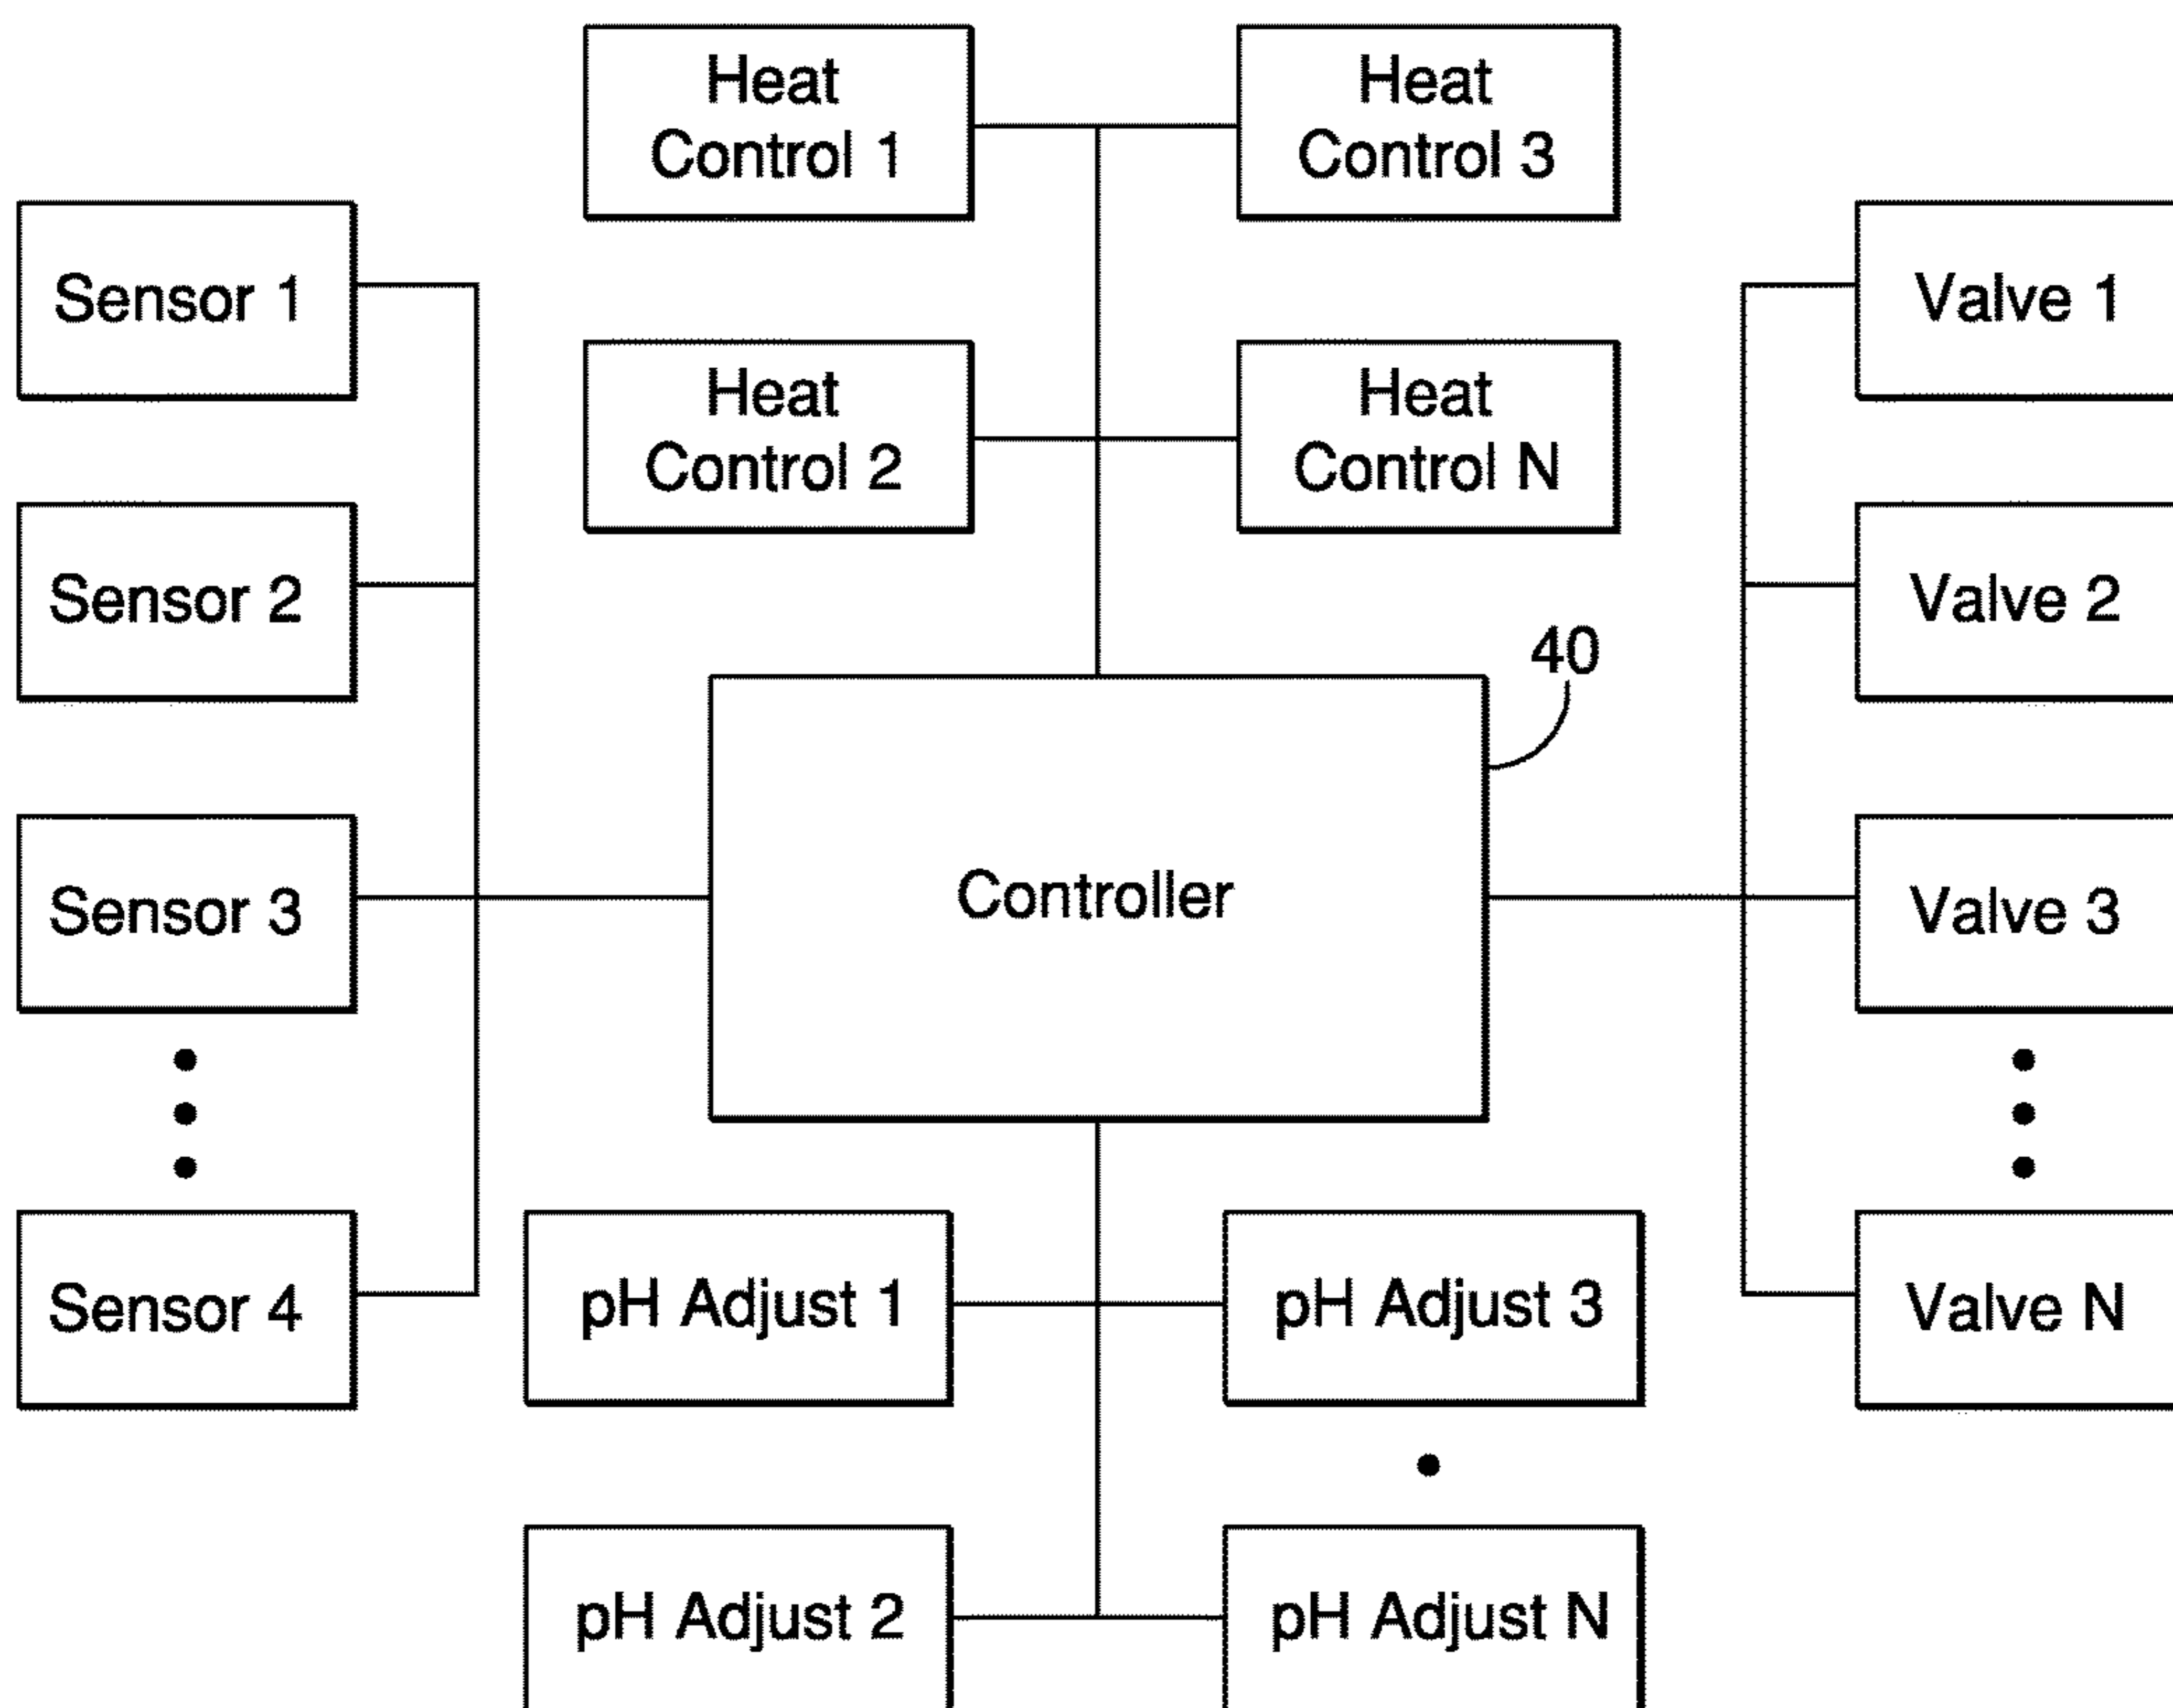 Heat
Control 1
Heat
Control 3
Sensor 1
Valve 1
Heat
Control 2
Heat
Control N
Sensor 2
Valve 2
40
Sensor 3
Controller
Valve 3
Sensor 4
pH Adjust 1
pH Adjust 3
Valve N
pH Adjust 2
pH Adjust N